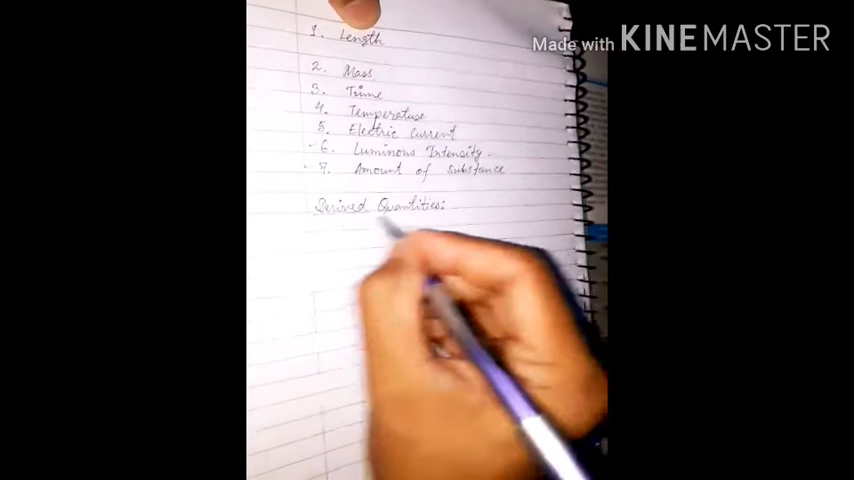 1. Length
Made with KINEMASTER
2. Mass
3. Time
4. Temperature
5. Electric Current
6. Luminous Intensity.
7. Amount of Substance
Derived Quantities: